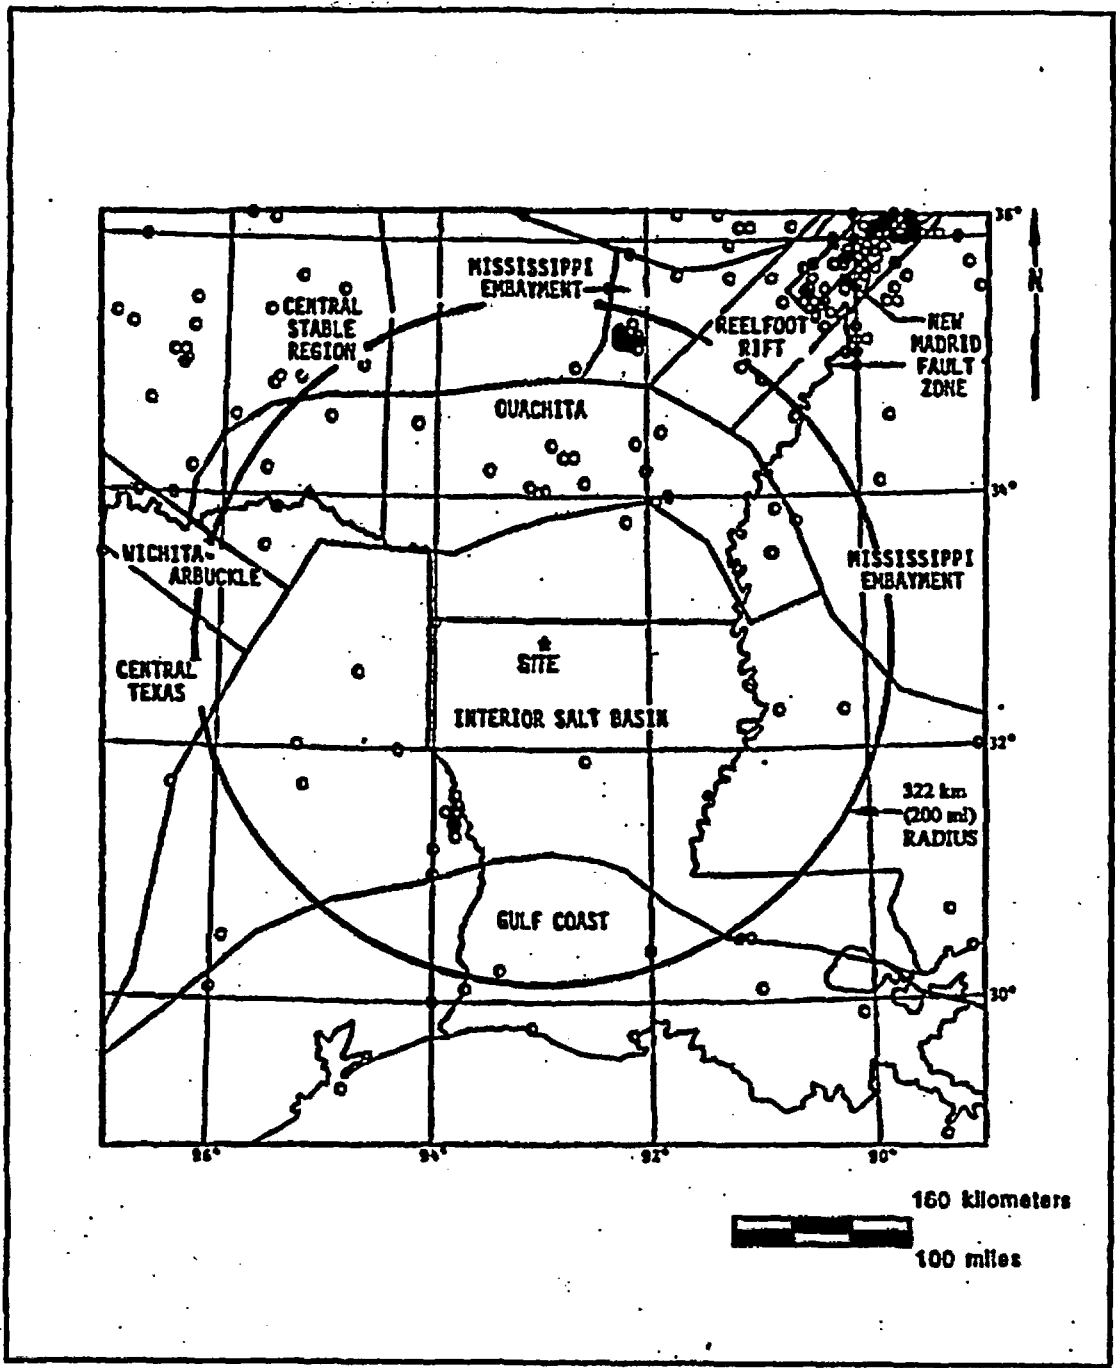 36°
N
MISSISSIPPI
EMBAYMENT
CENTRAL
STABLE
REGION
REELFOOT
RIFT
NEW
MADRID
FAULT
ZONE
OUACHITA
34°
WICHITA-
ARBUCKLE
MISSISSIPPI
EMBAYMENT
SITE
CENTRAL
TEXAS
INTERIOR SALT BASIN
32°
322 km
(200 mi)
RADIUS
GULF COAST
30°
96°
94°
92°
90°
160 kilometers
100 miles